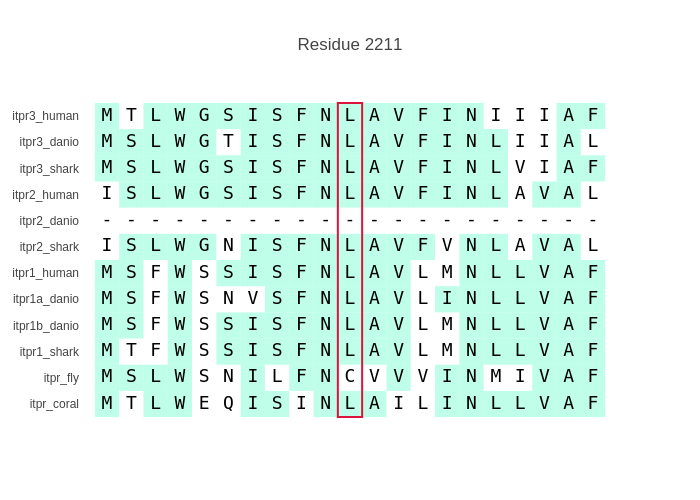 Residue 2211
itpr3_human M T L W G S I S F N L A V F I N I I I A F
itpr3_danio M S L W G T I S F N L A V F I N L I I A L
itpr3_shark M S L W G S I S F N L A V F I N L V I A F
itpr2_human I S L W G S I S F N L A V F I N L A V A L
itpr2_danio - - - - - - - - - - - - - - - - - - - - -
itpr2_shark I S L W G N I S F N L A V F V N L A V A L
itpr1_human M S F W S S I S F N L A V L M N L L V A F
itpr1a_danio M S F W S N V S F N L A V L I N L L V A F
itpr1b_danio M S F W S S I S F N L A V L M N L L V A F
itpr1_shark M T F W S S I S F N L A V L M N L L V A F
itpr_fly M S L W S N I L F N C V V V I N M I V A F
itpr_coral M T L W E Q I S I N L A I L I N L L V A F